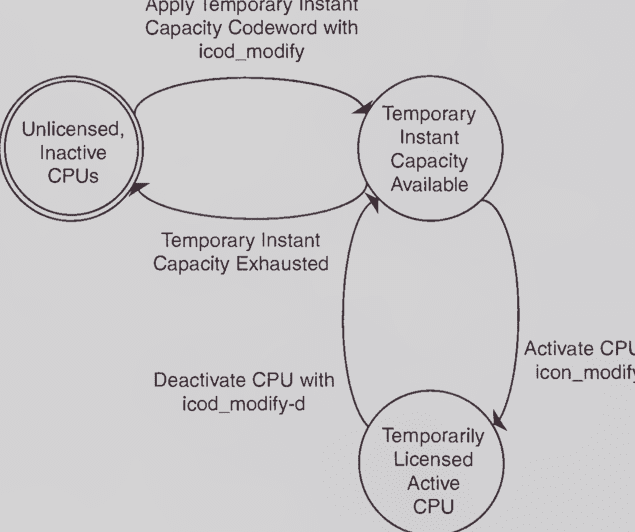 Apply Temporary Instant
Capacity Codeword with
icod_modify
Unlicensed,
Inactive
CPUs
Temporary
Instant
Capacity
Available
Temporary Instant
Capacity Exhausted
Activate CPU
icon_modify
Deactivate CPU with
icod_modify-d
Temporarily
Licensed
Active
CPU